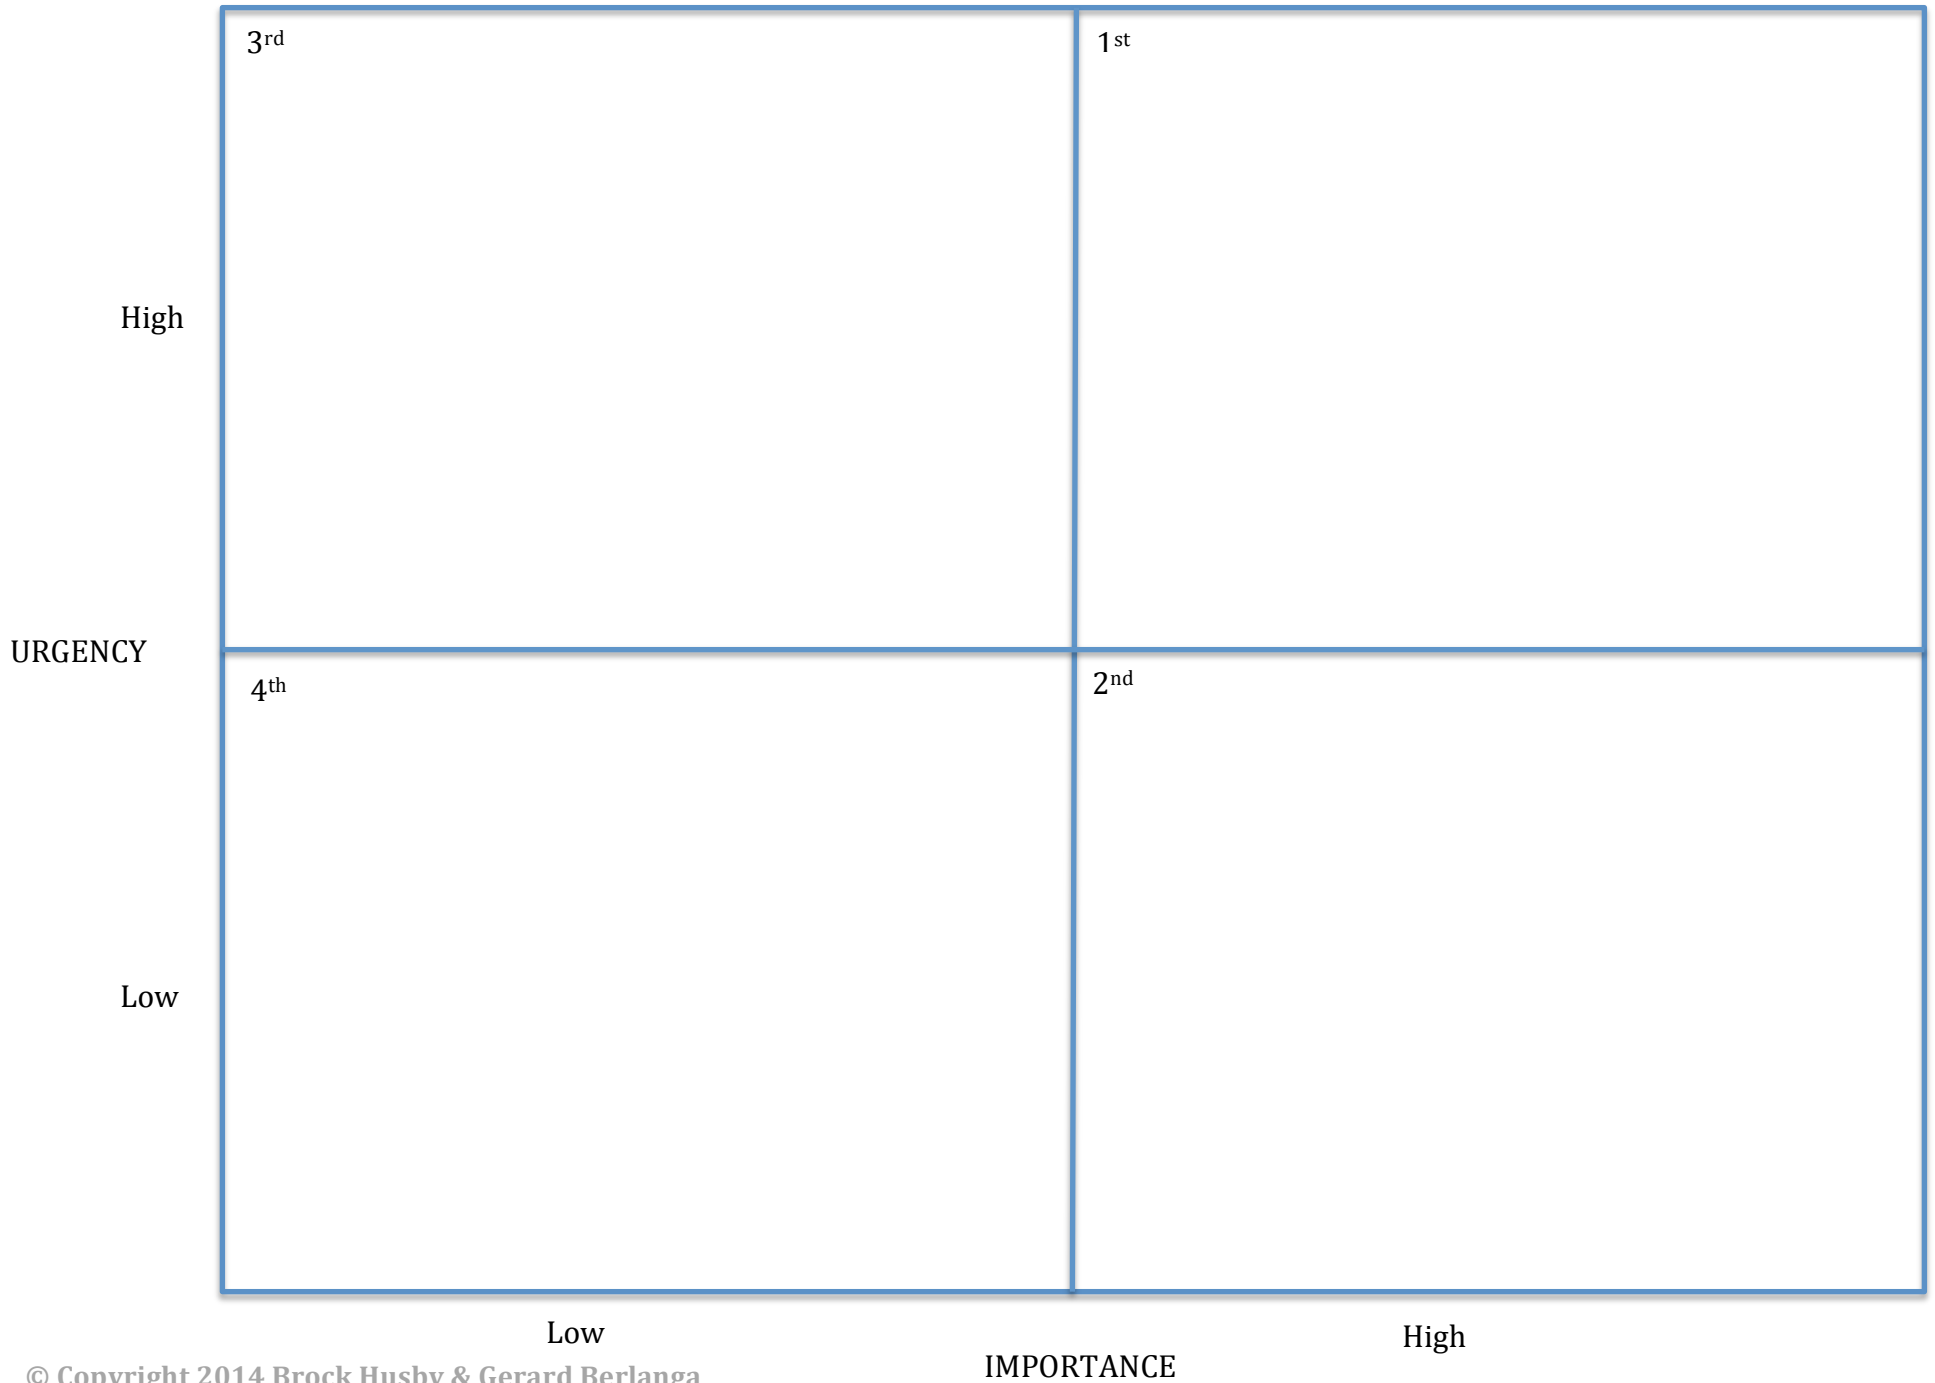 3rd
1st
High
URGENCY
4th
2nd
Low
Low
High
IMPORTANCE
© Copyright 2014 Brock Husby & Gerard Berlanga